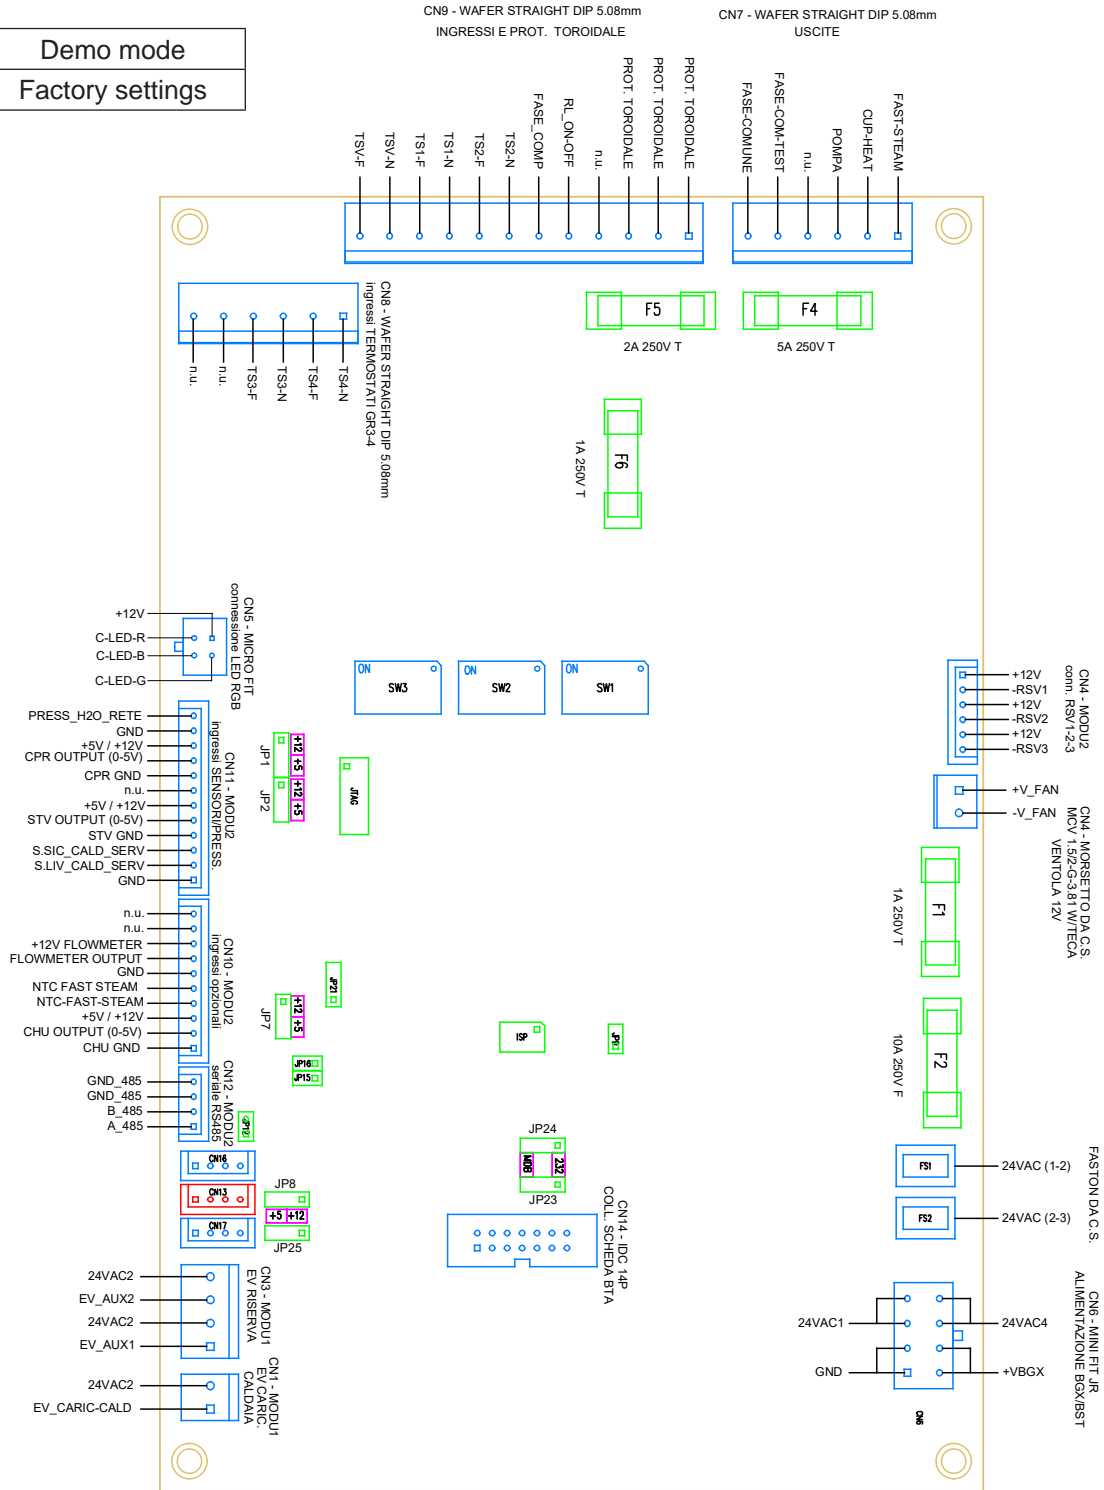 CN9 - WAFER STRAIGHT DIP 5.08mm
INGRESSI E PROT. TOROIDALE
CN7 - WAFER STRAIGHT DIP 5.08mm
USCITE
Demo mode
Factory settings
TSV-F
TSV-N
TS1-F
TS1-N
TS2-F
TS2-N
FASE_COMP
RL_ON-OFF
n.u.
PROT. TOROIDALE
PROT. TOROIDALE
PROT. TOROIDALE
FASE-COMUNE
FASE-COM-TEST
n.u.
POMPA
CUP-HEAT
FAST-STEAM
CN8 - WAFER STRAIGHT DIP 5.08mm
ingressi TERMOSTATI GR3-4
n.u.
n.u.
TS3-F
TS3-N
TS4-F
TS4-N
F5
2A 250V T
F4
5A 250V T
F6
1A 250V T
CN5 - MICRO FIT
connessione LED RGB
+12V
C-LED-R
C-LED-B
C-LED-G
ON
SW3
ON
SW2
ON
SW1
CN4 - MODU2
conn. RSV1-2-3
+12V
-RSV1
+12V
-RSV2
+12V
-RSV3
CN11 - MODU2
ingressi SENSORI/PRESS.
PRESS_H2O_RETE
GND
+5V / +12V
CPR OUTPUT (0-5V)
CPR GND
n.u.
+5V / +12V
STV OUTPUT (0-5V)
STV GND
S.SIC_CALD_SERV
S.LIV_CALD_SERV
GND
JP1
+12
+5
JP2
+12
+5
JTAG
+V_FAN
-V_FAN
CN4 - MORSETTO DA C.S.
MCV 1.5/2-G-3.81 W/TECA
VENTOLA 12V
F1
1A 250V T
CN10 - MODU2
ingressi opzionali
n.u.
n.u.
+12V FLOWMETER
FLOWMETER OUTPUT
GND
NTC FAST STEAM
NTC-FAST-STEAM
+5V / +12V
CHU OUTPUT (0-5V)
CHU GND
JP21
JP7
+12
+5
ISP
JP9
F2
10A 250V F
JP16
JP15
CN12 - MODU2
seriale RS485
GND_485
GND_485
B_485
A_485
JP12
CN16
CN13
CN17
JP8
+5
+12
JP25
JP24
MDB
232
JP23
CN14 - IDC 14P
COLL. SCHEDA BTA
FASTON DA C.S.
FS1
24VAC (1-2)
FS2
24VAC (2-3)
CN3 - MODU1
EV RISERVA
24VAC2
EV_AUX2
24VAC2
EV_AUX1
CN1 - MODU1
EV CARIC.
CALDAIA
24VAC2
EV_CARIC-CALD
CN6 - MINI FIT JR
ALIMENTAZIONE BGX/BST
24VAC1
24VAC4
GND
+VBGX
CN6